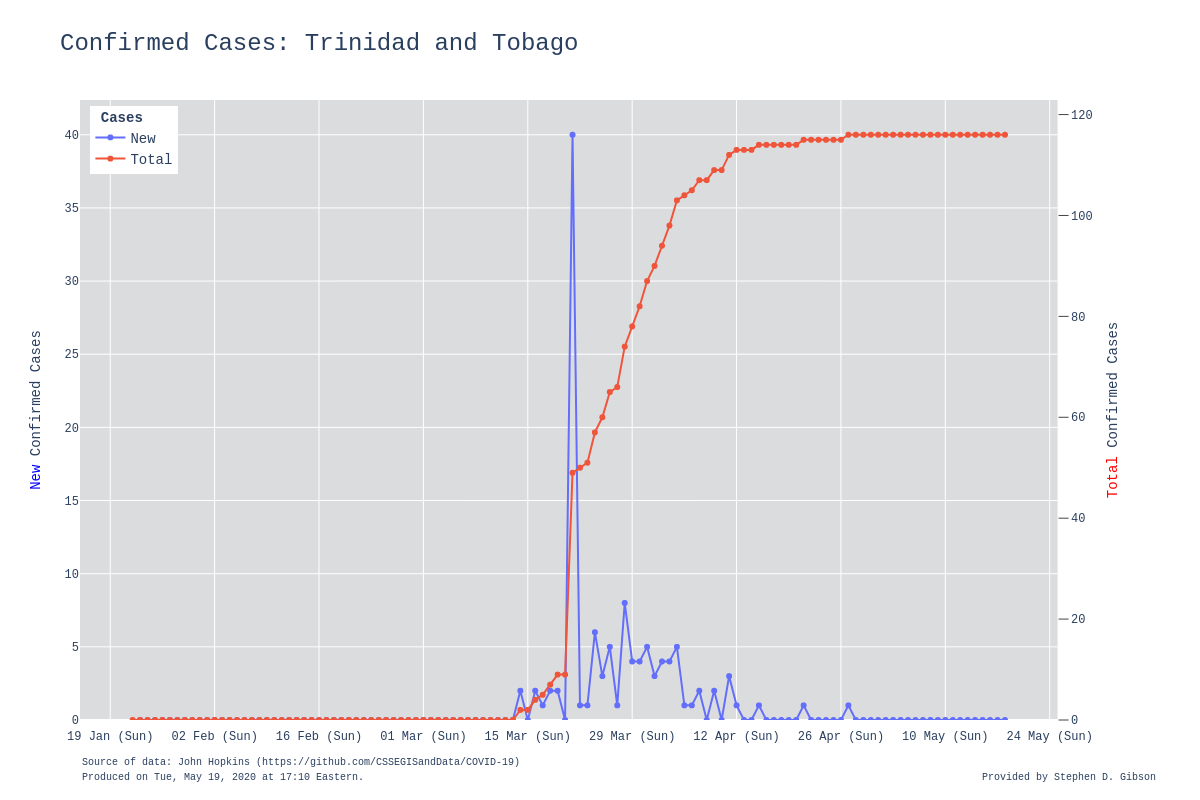 Confirmed Cases: Trinidad and Tobago
Cases
New
Total
40
35
30
25
20
15
10
5
0
120
100
80
60
40
20
0
New Confirmed Cases
Total Confirmed Cases
19 Jan (Sun) 02 Feb (Sun) 16 Feb (Sun) 01 Mar (Sun) 15 Mar (Sun) 29 Mar (Sun) 12 Apr (Sun) 26 Apr (Sun) 10 May (Sun) 24 May (Sun)
Source of data: John Hopkins (https://github.com/CSSEGISandData/COVID-19)
Produced on Tue, May 19, 2020 at 17:10 Eastern.
Provided by Stephen D. Gibson